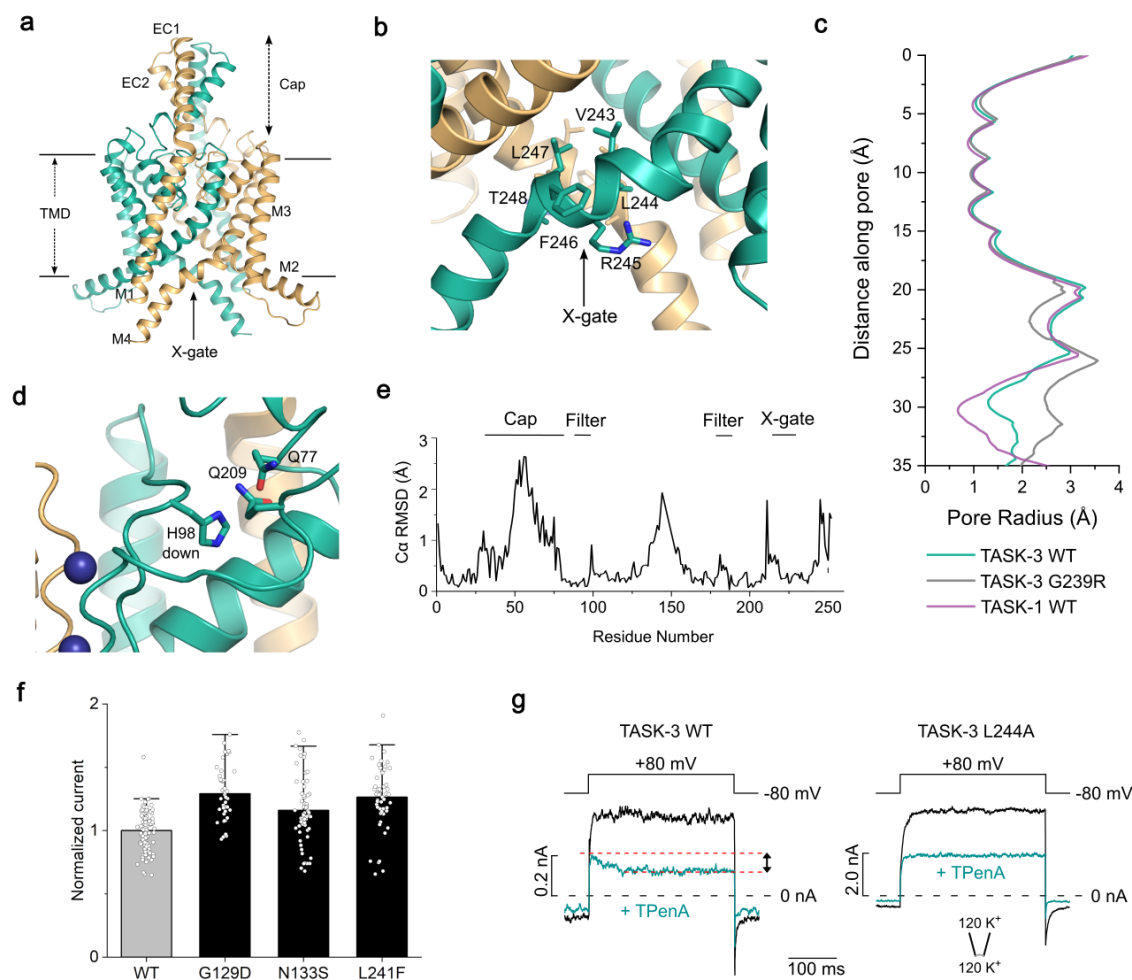 a
EC1
EC2
Cap
TMD
M3
M2
M1
M4
X-gate
b
V243
L247
T248
L244
F246
R245
X-gate
c
0
5
10
15
20
25
30
35
Distance along pore (Å)
0 1 2 3 4
Pore Radius (Å)
TASK-3 WT
TASK-3 G239R
TASK-1 WT
d
Q77
Q209
H98
down
e
Cap Filter Filter X-gate
3
2
1
0
Cα RMSD (Å)
0 50 100 150 200 250
Residue Number
f
2
1
0
Normalized current
WT G129D N133S L241F
g
TASK-3 WT
+80 mV
-80 mV
0.2 nA
0 nA
+ TPenA
100 ms
TASK-3 L244A
+80 mV
-80 mV
2.0 nA
0 nA
+ TPenA
120 K⁺
120 K⁺